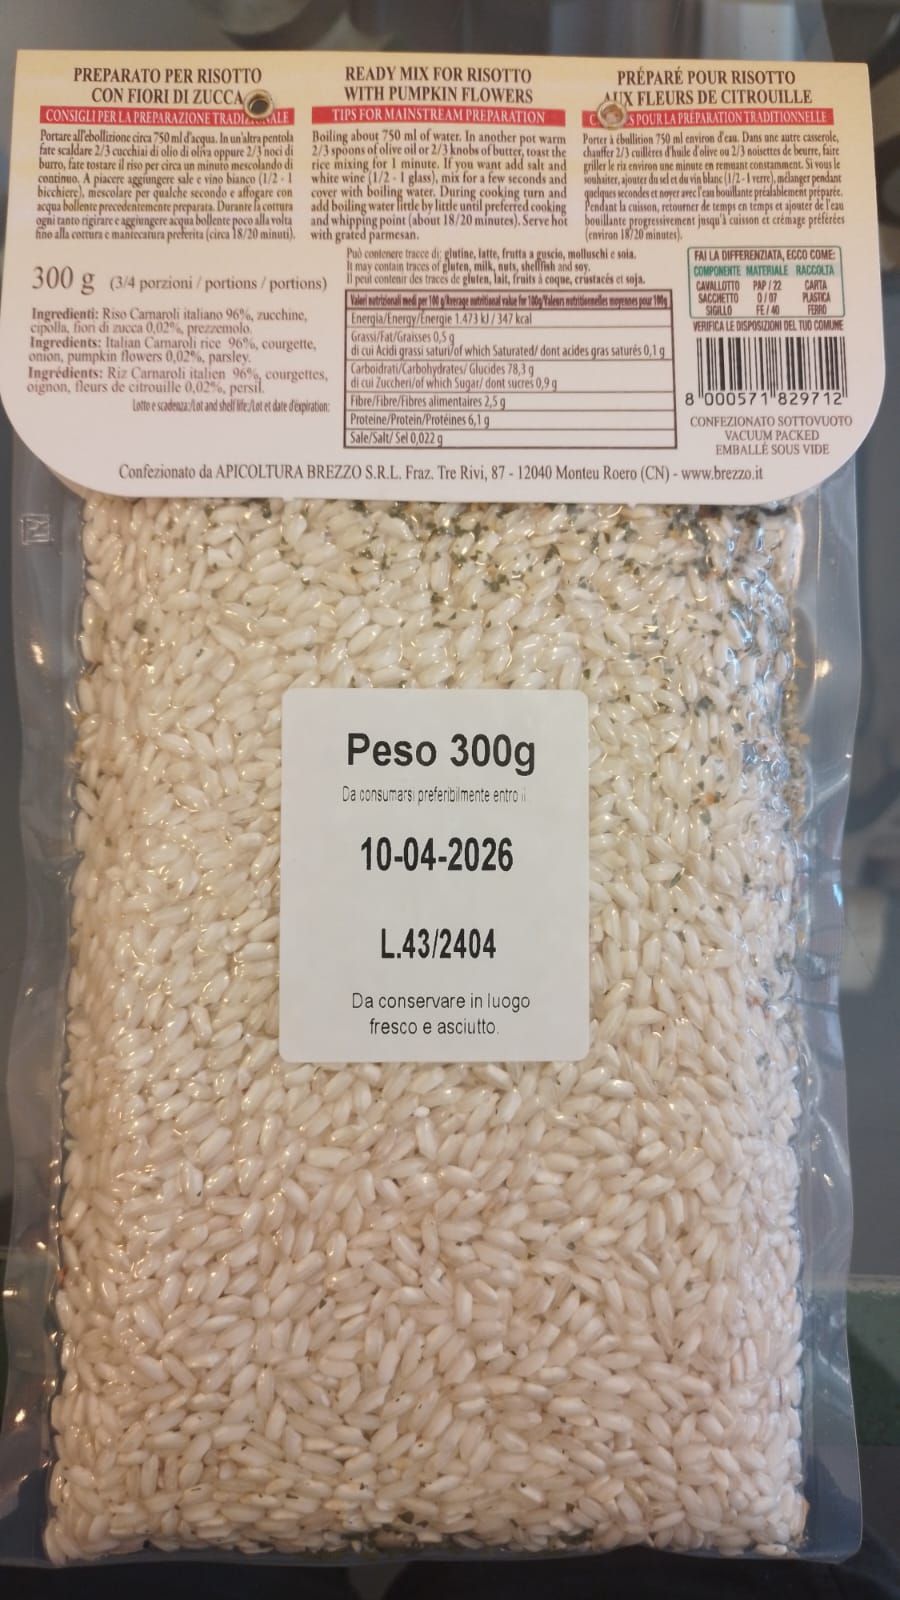 PREPARATO PER RISOTTO
CON FIORI DI ZUCCA
CONSIGLI PER LA PREPARAZIONE
Portare all'ebollizione circa 750 ml d'acqua. In un'altra pentola
fate scaldare 2/3 cucchiai di olio di oliva oppure 2/3 noci di
burro, fate tostare il riso per circa un minuto mescolando di
continuo. A piacere aggiungere sale e vino bianco (1/2 - 1
bicchiere), mescolare per qualche secondo e affogare con
acqua bollente precedentemente preparata. Durante la cottura
ogni tanto rigirare e aggiungere acqua bollente poco alla volta
fino alla cottura e mantecatura preferita (circa 18/20 minuti).
READY MIX FOR RISOTTO
WITH PUMPKIN FLOWERS
TIPS FOR MAINSTREAM PREPARATION
Boiling about 750 ml of water. In another pot warm
2/3 spoons of olive oil or 2/3 knobs of butter, toast the
rice mixing for 1 minute. If you want add salt and
white wine (1/2 - 1 glass), mix for a few seconds and
cover with boiling water. During cooking turn and
add boiling water little by little until preferred cooking
and whipping point (about 18/20 minutes). Serve hot
with grated parmesan.
PRÉPARÉ POUR RISOTTO
AUX FLEURS DE CITROUILLE
POUR LA PRÉPARATION TRADITIONNELLE
Porter à ébullition 750 ml environ d'eau. Dans une autre casserole,
chauffer 2/3 cuillères d'huile d'olive ou 2/3 noisettes de beurre, faire
griller le riz environ une minute en remuant constamment. Si vous le
souhaitez, ajouter du sel et du vin blanc (1/2 - 1 verre), mélanger pendant
quelques secondes et noyer avec l'eau bouillante préalablement préparée.
Pendant la cuisson, retourner de temps en temps et ajouter de l'eau
bouillante progressivement jusqu'à cuisson et crémage préférées
(environ 18/20 minutes).
300 g (3/4 porzioni / portions / portions)
Ingredienti: Riso Carnaroli italiano 96%, zucchine,
cipolla, fiori di zucca 0,02%, prezzemolo.
Ingredients: Italian Carnaroli rice 96%, courgette,
onion, pumpkin flowers 0,02%, parsley.
Ingrédients: Riz Carnaroli italien 96%, courgettes,
oignon, fleurs de citrouille 0,02%, persil.
Lotto e scadenza:/Lot and shelf life:/Lot et date d'éxpiration:
Può contenere tracce di: glutine, latte, frutta a guscio, molluschi e soia.
It may contain traces of gluten, milk, nuts, shellfish and soy.
Il peut contenir des traces de gluten, lait, fruits à coque, crustacés et soja.
Valori nutrizionali medi per 100 g/Average nutritional value for 100g/Valeurs nutritionnelles moyennes pour 100g
Energia/Energy/Énergie 1.473 kJ / 347 kcal
Grassi/Fat/Graisses 0,5 g
di cui Acidi grassi saturi/of which Saturated/ dont acides gras saturés 0,1 g
Carboidrati/Carbohydrates/ Glucides 78,3 g
di cui Zuccheri/of which Sugar/ dont sucres 0,9 g
Fibre/Fibre/Fibres alimentaires 2,5 g
Proteine/Protein/Protéines 6,1 g
Sale/Salt/ Sel 0,022 g
FAI LA DIFFERENZIATA, ECCO COME:
COMPONENTE MATERIALE RACCOLTA
CAVALLOTTO PAP / 22 CARTA
SACCHETTO 0 / 07 PLASTICA
SIGILLO FE / 40 FERRO
VERIFICA LE DISPOSIZIONI DEL TUO COMUNE
8 000571 829712
CONFEZIONATO SOTTOVUOTO
VACUUM PACKED
EMBALLÉ SOUS VIDE
Confezionato da APICOLTURA BREZZO S.R.L. Fraz. Tre Rivi, 87 - 12040 Monteu Roero (CN) - www.brezzo.it
Peso 300g
Da consumarsi preferibilmente entro il
10-04-2026
L.43/2404
Da conservare in luogo
fresco e asciutto.